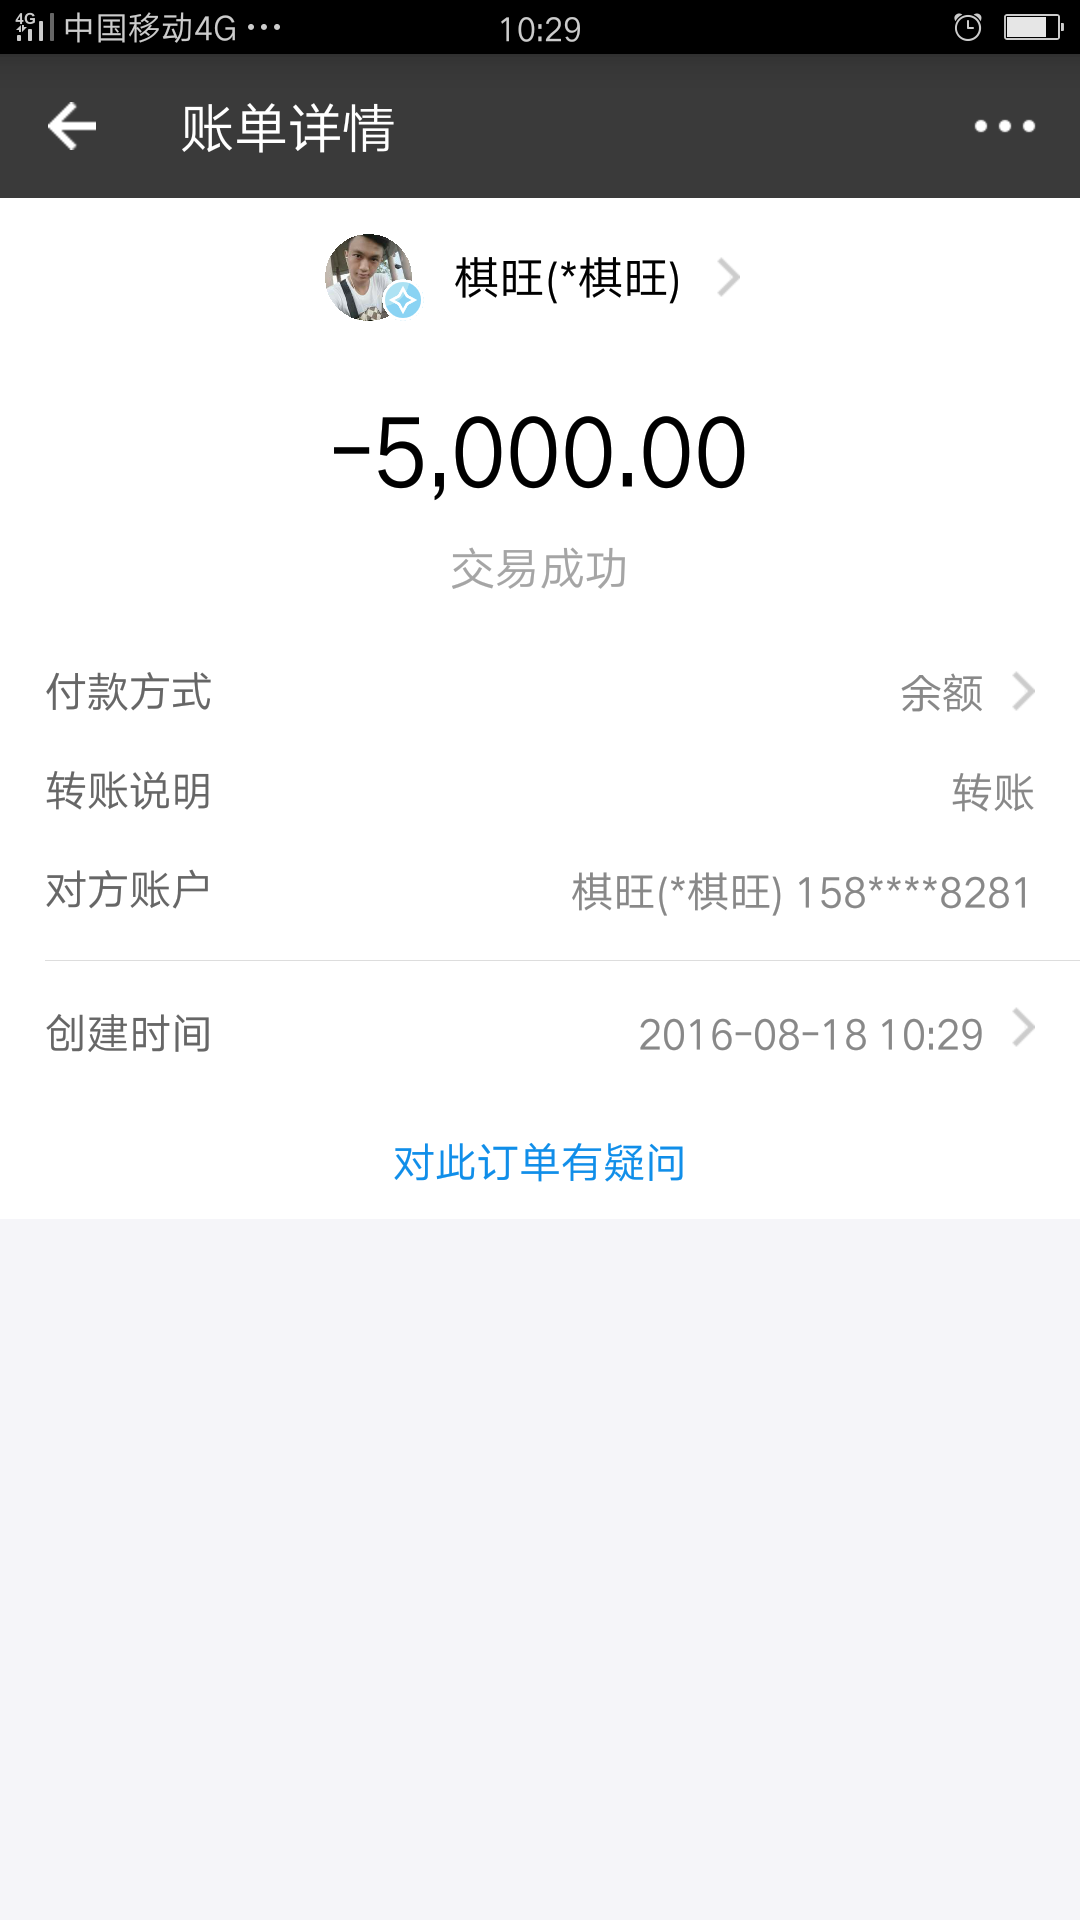 4G 中国移动4G ··· 10:29
账单详情
棋旺(*棋旺)
-5,000.00
交易成功
付款方式 余额
转账说明 转账
对方账户 棋旺(*棋旺) 158****8281
创建时间 2016-08-18 10:29
对此订单有疑问